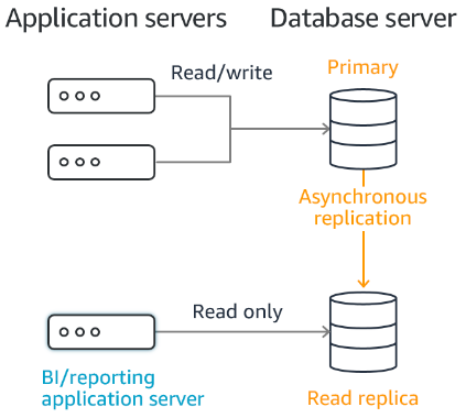 Application servers
Database server
Read/write
Primary
Asynchronous
replication
Read only
BI/reporting
application server
Read replica